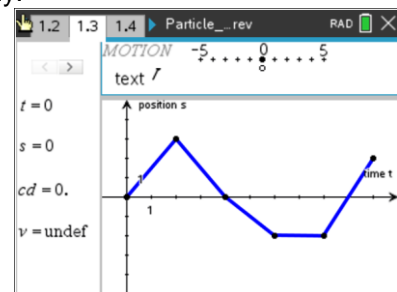 y.
1.2 1.3 1.4 Particle_...rev RAD
MOTION -5 0 5
text
t = 0
s = 0
cd = 0.
v = undef
position s
time t
1
1